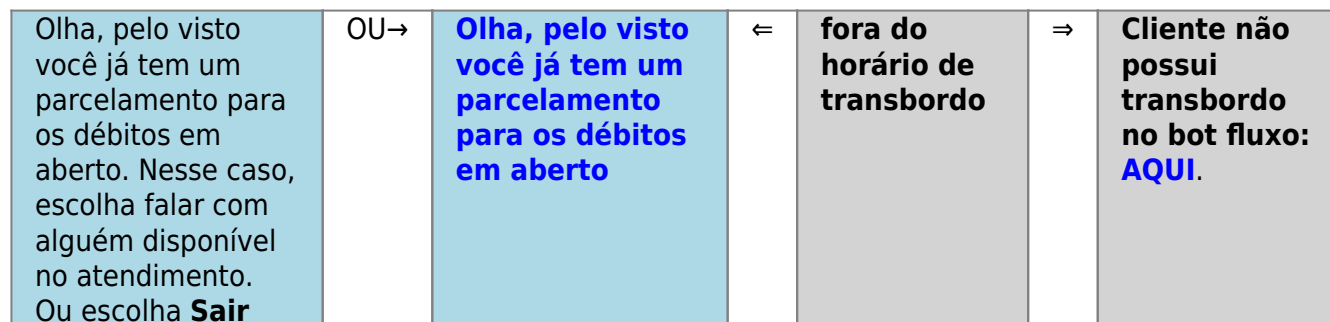 Olha, pelo visto
você já tem um
parcelamento para
os débitos em
aberto. Nesse caso,
escolha falar com
alguém disponível
no atendimento.
Ou escolha Sair
OU→
Olha, pelo visto
você já tem um
parcelamento
para os débitos
em aberto
⇐
fora do
horário de
transbordo
⇒
Cliente não
possui
transbordo
no bot fluxo:
AQUI.